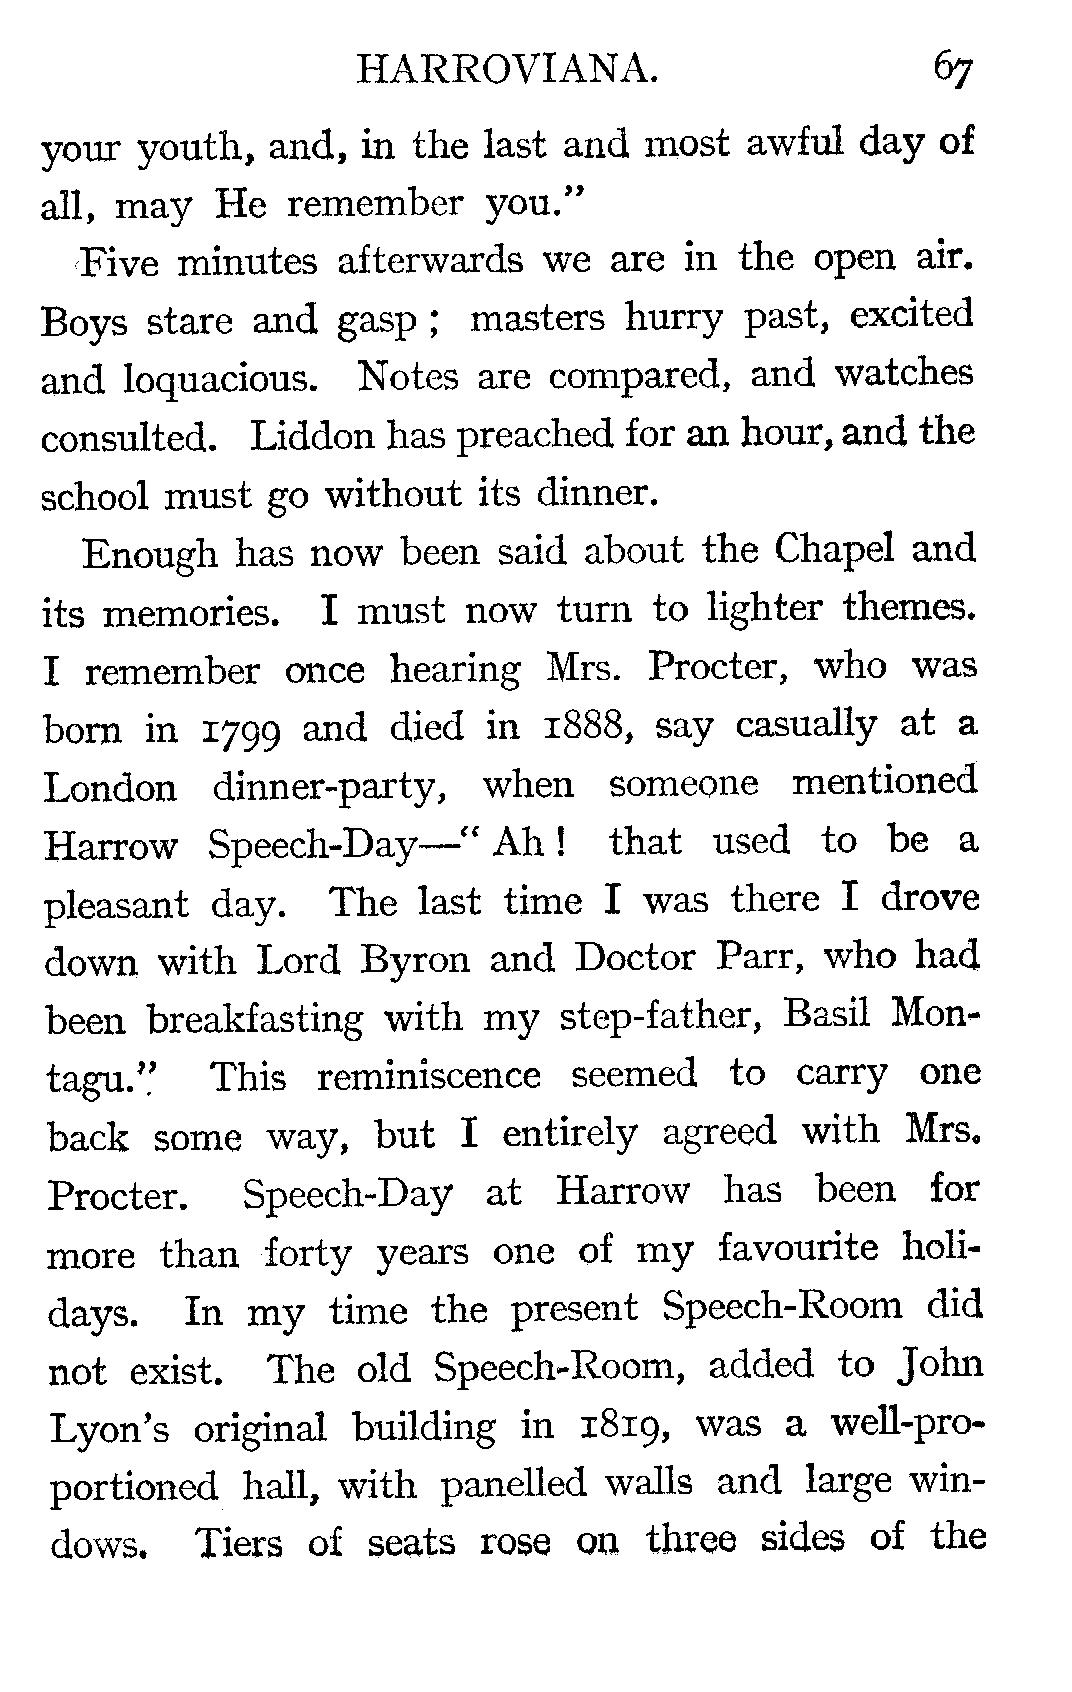 HARROVIANA. 67
your youth, and, in the last and most awful day of
all, may He remember you."
Five minutes afterwards we are in the open air.
Boys stare and gasp ; masters hurry past, excited
and loquacious. Notes are compared, and watches
consulted. Liddon has preached for an hour, and the
school must go without its dinner.
Enough has now been said about the Chapel and
its memories. I must now turn to lighter themes.
I remember once hearing Mrs. Procter, who was
born in 1799 and died in 1888, say casually at a
London dinner-party, when someone mentioned
Harrow Speech-Day—" Ah ! that used to be a
pleasant day. The last time I was there I drove
down with Lord Byron and Doctor Parr, who had
been breakfasting with my step-father, Basil Mon-
tagu." This reminiscence seemed to carry one
back some way, but I entirely agreed with Mrs.
Procter. Speech-Day at Harrow has been for
more than forty years one of my favourite holi-
days. In my time the present Speech-Room did
not exist. The old Speech-Room, added to John
Lyon's original building in 1819, was a well-pro-
portioned hall, with panelled walls and large win-
dows. Tiers of seats rose on three sides of the